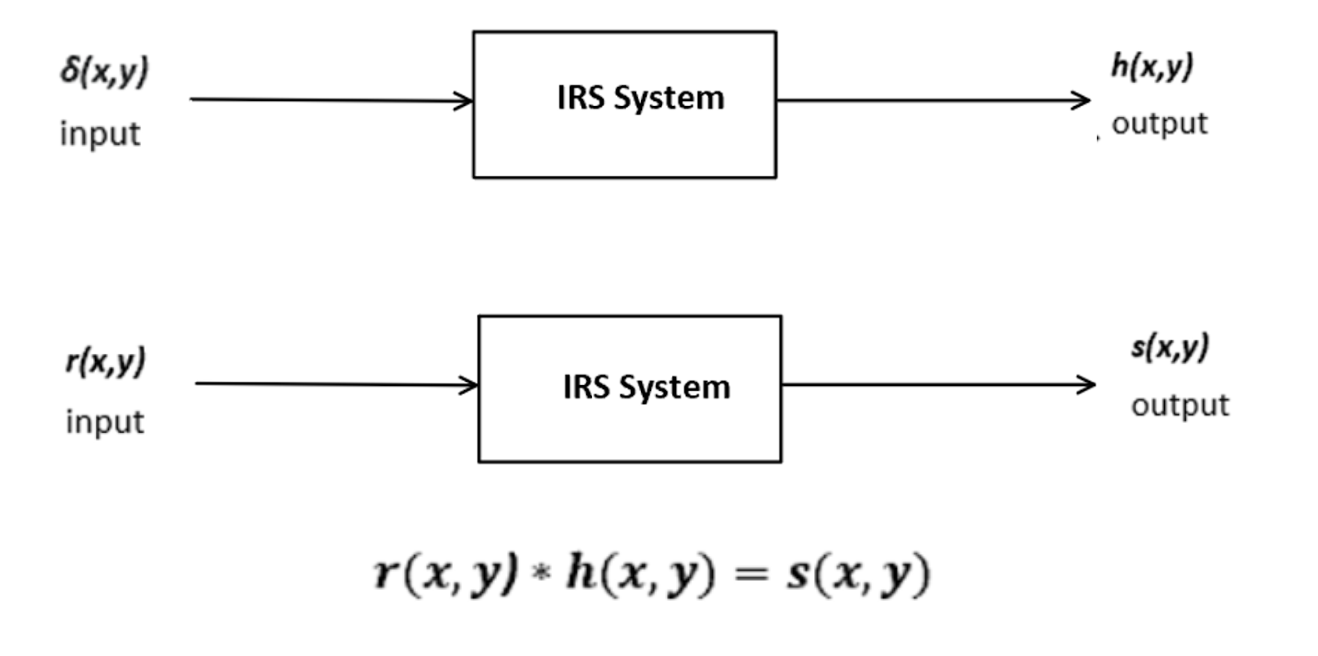 δ(x,y)
input
IRS System
h(x,y)
output
r(x,y)
input
IRS System
s(x,y)
output
r(x, y) * h(x, y) = s(x, y)